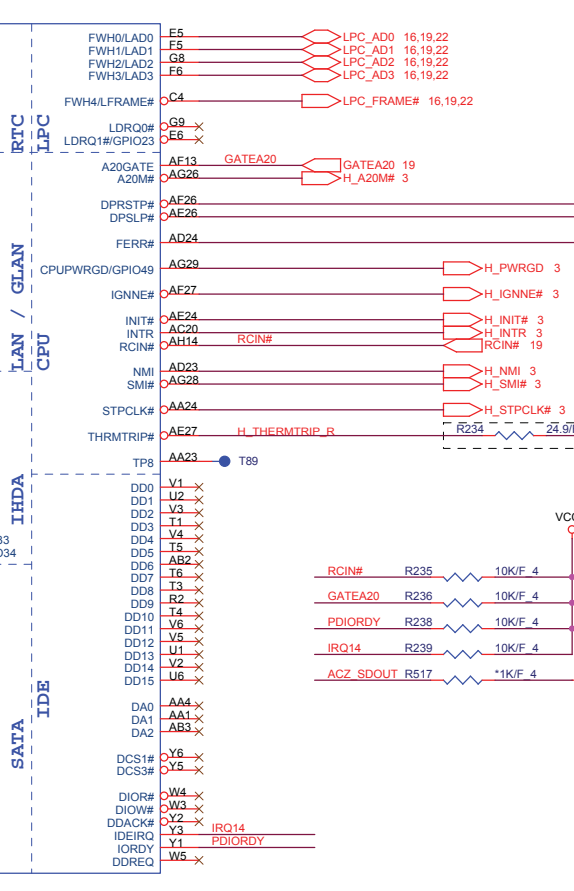 FWH0/LAD0 E5 LPC_AD0 16,19,22
FWH1/LAD1 F5 LPC_AD1 16,19,22
FWH2/LAD2 G8 LPC_AD2 16,19,22
FWH3/LAD3 F6 LPC_AD3 16,19,22
FWH4/LFRAME# C4 LPC_FRAME# 16,19,22
RTC
LPC
LDRQ0# G9
LDRQ1#/GPIO23 E6
A20GATE AF13 GATEA20 GATEA20 19
A20M# AG26 H_A20M# 3
DPRSTP# AF26
DPSLP# AE26
FERR# AD24
LAN / GLAN
CPU
CPUPWRGD/GPIO49 AG29 H_PWRGD 3
IGNNE# AF27 H_IGNNE# 3
INIT# AE24 H_INIT# 3
INTR AC20 H_INTR 3
RCIN# AH14 RCIN# RCIN# 19
NMI AD23 H_NMI 3
SMI# AG28 H_SMI# 3
STPCLK# AA24 H_STPCLK# 3
THRMTRIP# AE27 H_THERMTRIP_R R234 24.9/
TP8 AA23 T89
IHDA
33
D34
DD0 V1
DD1 U2
DD2 V3
DD3 T1
DD4 V4
DD5 T5
DD6 AB2
DD7 T6
DD8 T3
DD9 R2
DD10 T4
DD11 V6
DD12 V5
DD13 U1
DD14 V2
DD15 U6
VCC
RCIN# R235 10K/F_4
GATEA20 R236 10K/F_4
PDIORDY R238 10K/F_4
IRQ14 R239 10K/F_4
ACZ_SDOUT R517 *1K/F_4
SATA
IDE
DA0 AA4
DA1 AA1
DA2 AB3
DCS1# Y6
DCS3# Y5
DIOR# W4
DIOW# W3
DDACK# Y2
IDEIRQ Y3 IRQ14
IORDY Y1 PDIORDY
DDREQ W5